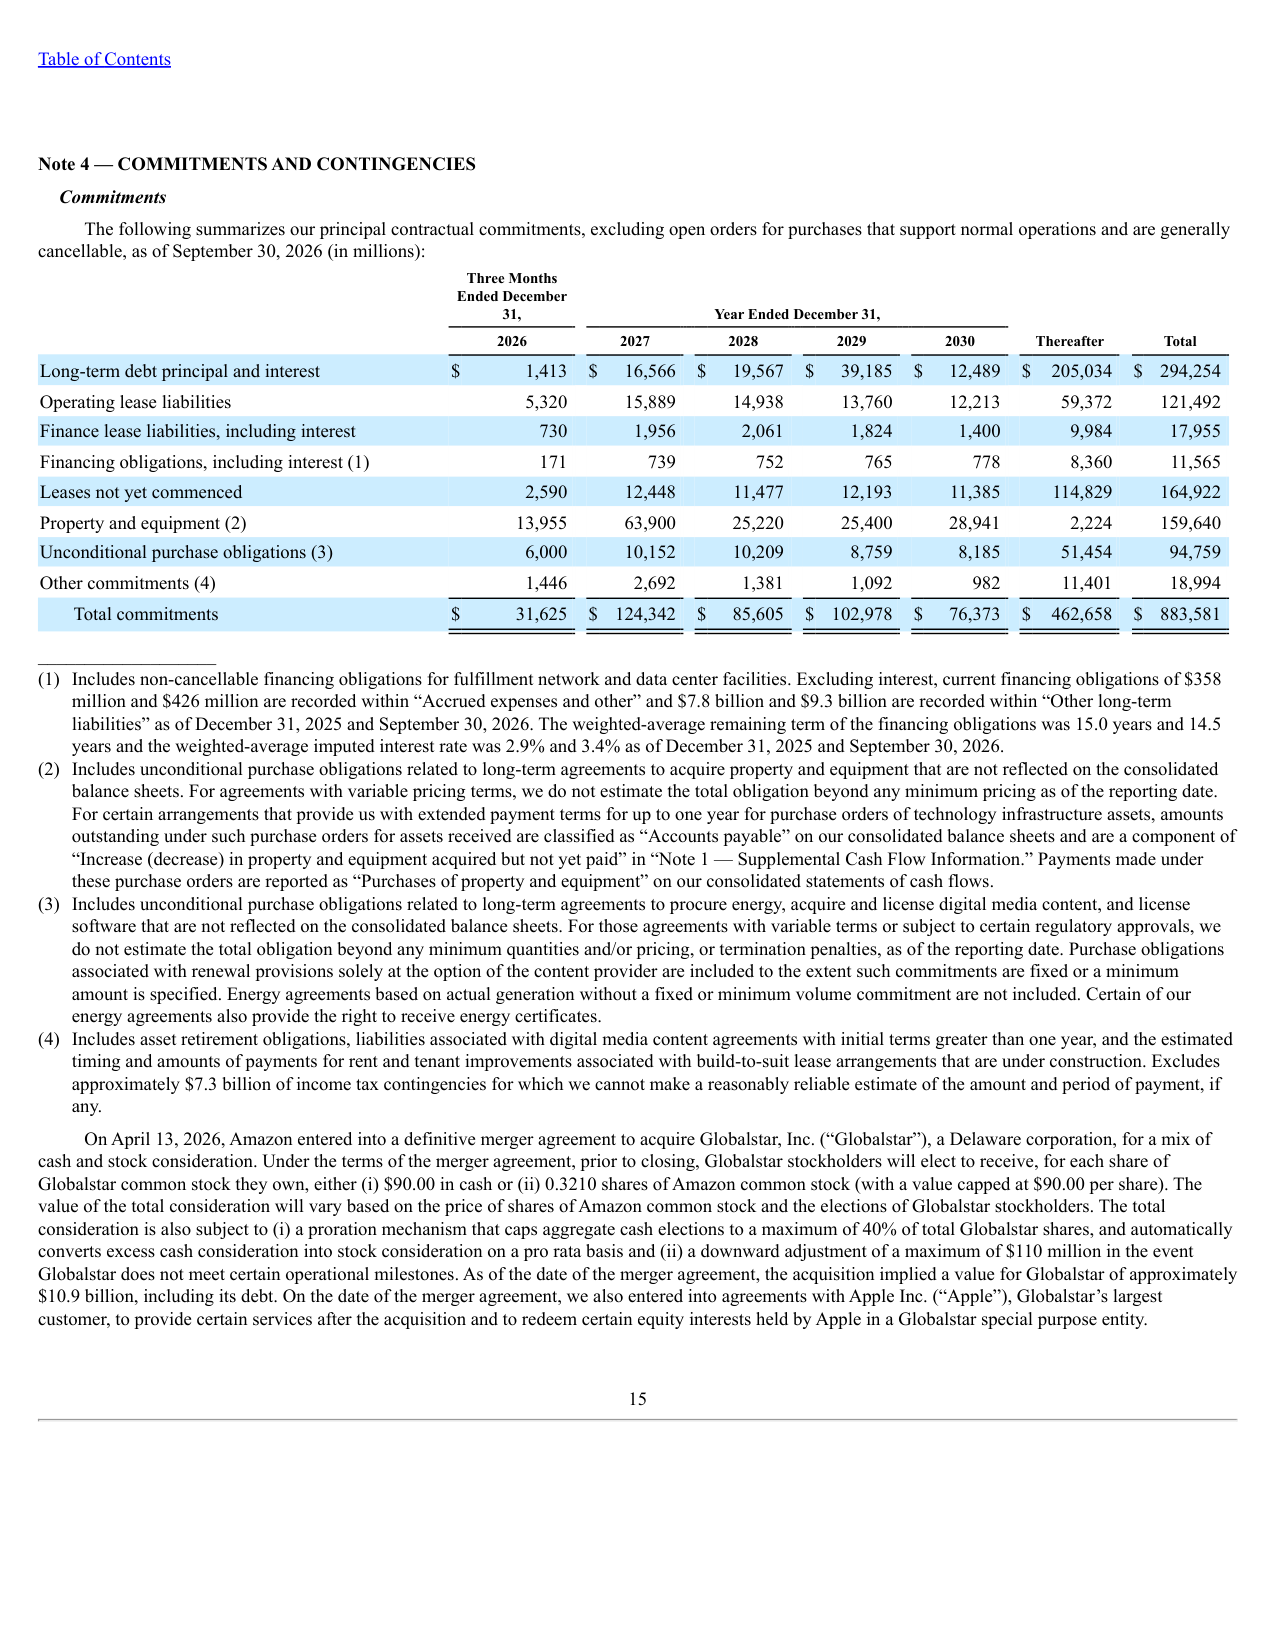 Table of Contents
Note 4 — COMMITMENTS AND CONTINGENCIES
Commitments
The following summarizes our principal contractual commitments, excluding open orders for purchases that support normal operations and are generally
cancellable, as of September 30, 2026 (in millions):
Three Months
Ended December
31, Year Ended December 31,
2026 2027 2028 2029 2030 Thereafter Total
Long-term debt principal and interest $ 1,413 $ 16,566 $ 19,567 $ 39,185 $ 12,489 $ 205,034 $ 294,254
Operating lease liabilities 5,320 15,889 14,938 13,760 12,213 59,372 121,492
Finance lease liabilities, including interest 730 1,956 2,061 1,824 1,400 9,984 17,955
Financing obligations, including interest (1) 171 739 752 765 778 8,360 11,565
Leases not yet commenced 2,590 12,448 11,477 12,193 11,385 114,829 164,922
Property and equipment (2) 13,955 63,900 25,220 25,400 28,941 2,224 159,640
Unconditional purchase obligations (3) 6,000 10,152 10,209 8,759 8,185 51,454 94,759
Other commitments (4) 1,446 2,692 1,381 1,092 982 11,401 18,994
Total commitments $ 31,625 $ 124,342 $ 85,605 $ 102,978 $ 76,373 $ 462,658 $ 883,581
(1) Includes non-cancellable financing obligations for fulfillment network and data center facilities. Excluding interest, current financing obligations of $358
million and $426 million are recorded within “Accrued expenses and other” and $7.8 billion and $9.3 billion are recorded within “Other long-term
liabilities” as of December 31, 2025 and September 30, 2026. The weighted-average remaining term of the financing obligations was 15.0 years and 14.5
years and the weighted-average imputed interest rate was 2.9% and 3.4% as of December 31, 2025 and September 30, 2026.
(2) Includes unconditional purchase obligations related to long-term agreements to acquire property and equipment that are not reflected on the consolidated
balance sheets. For agreements with variable pricing terms, we do not estimate the total obligation beyond any minimum pricing as of the reporting date.
For certain arrangements that provide us with extended payment terms for up to one year for purchase orders of technology infrastructure assets, amounts
outstanding under such purchase orders for assets received are classified as “Accounts payable” on our consolidated balance sheets and are a component of
“Increase (decrease) in property and equipment acquired but not yet paid” in “Note 1 — Supplemental Cash Flow Information.” Payments made under
these purchase orders are reported as “Purchases of property and equipment” on our consolidated statements of cash flows.
(3) Includes unconditional purchase obligations related to long-term agreements to procure energy, acquire and license digital media content, and license
software that are not reflected on the consolidated balance sheets. For those agreements with variable terms or subject to certain regulatory approvals, we
do not estimate the total obligation beyond any minimum quantities and/or pricing, or termination penalties, as of the reporting date. Purchase obligations
associated with renewal provisions solely at the option of the content provider are included to the extent such commitments are fixed or a minimum
amount is specified. Energy agreements based on actual generation without a fixed or minimum volume commitment are not included. Certain of our
energy agreements also provide the right to receive energy certificates.
(4) Includes asset retirement obligations, liabilities associated with digital media content agreements with initial terms greater than one year, and the estimated
timing and amounts of payments for rent and tenant improvements associated with build-to-suit lease arrangements that are under construction. Excludes
approximately $7.3 billion of income tax contingencies for which we cannot make a reasonably reliable estimate of the amount and period of payment, if
any.
On April 13, 2026, Amazon entered into a definitive merger agreement to acquire Globalstar, Inc. (“Globalstar”), a Delaware corporation, for a mix of
cash and stock consideration. Under the terms of the merger agreement, prior to closing, Globalstar stockholders will elect to receive, for each share of
Globalstar common stock they own, either (i) $90.00 in cash or (ii) 0.3210 shares of Amazon common stock (with a value capped at $90.00 per share). The
value of the total consideration will vary based on the price of shares of Amazon common stock and the elections of Globalstar stockholders. The total
consideration is also subject to (i) a proration mechanism that caps aggregate cash elections to a maximum of 40% of total Globalstar shares, and automatically
converts excess cash consideration into stock consideration on a pro rata basis and (ii) a downward adjustment of a maximum of $110 million in the event
Globalstar does not meet certain operational milestones. As of the date of the merger agreement, the acquisition implied a value for Globalstar of approximately
$10.9 billion, including its debt. On the date of the merger agreement, we also entered into agreements with Apple Inc. (“Apple”), Globalstar’s largest
customer, to provide certain services after the acquisition and to redeem certain equity interests held by Apple in a Globalstar special purpose entity.
15